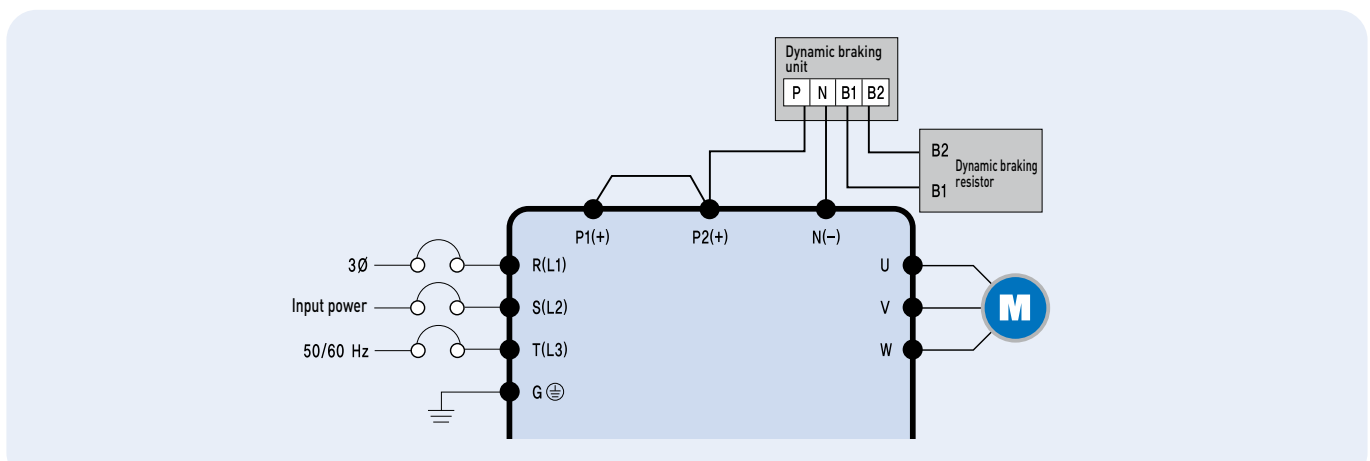 Dynamic braking
unit
P N B1 B2
B2
Dynamic braking
resistor
B1
P1(+) P2(+) N(−)
3Ø R(L1) U
Input power S(L2) V M
50/60 Hz T(L3) W
G